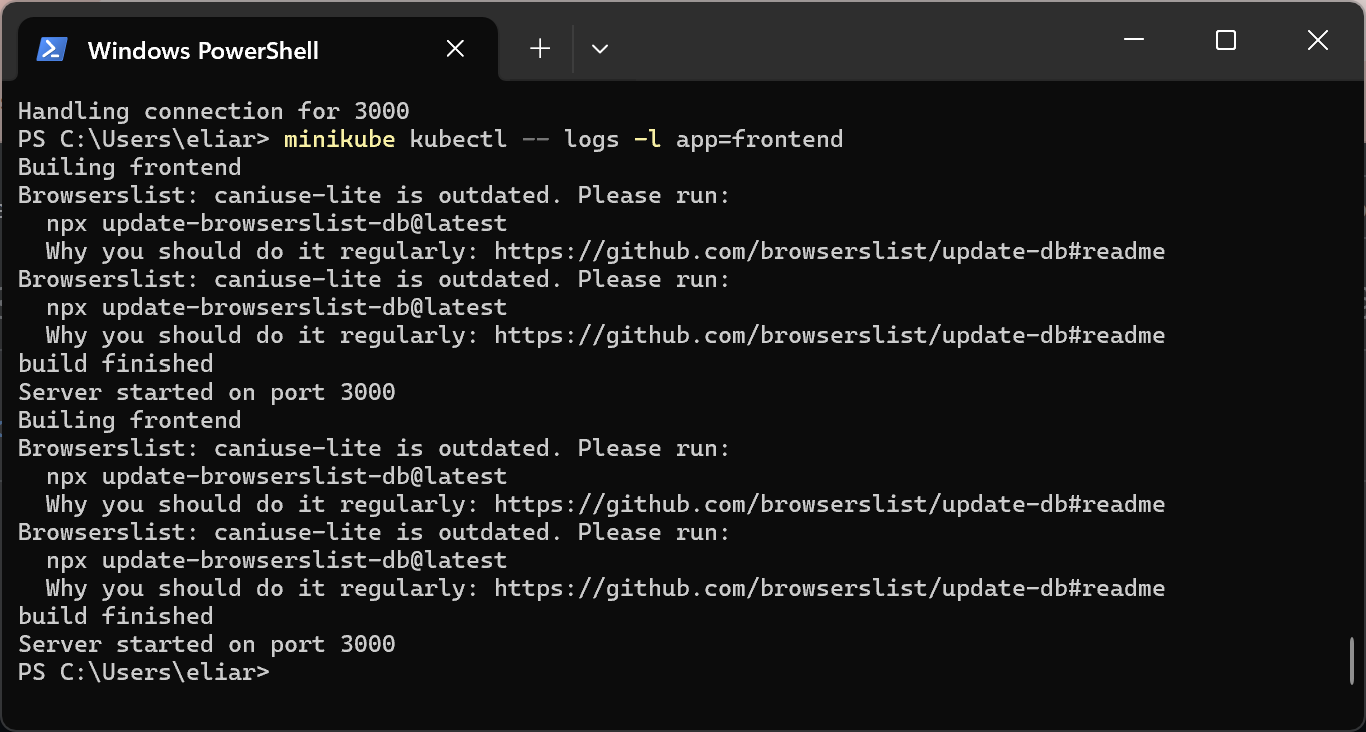 Windows PowerShell
Handling connection for 3000
PS C:\Users\eliar> minikube kubectl -- logs -l app=frontend
Builing frontend
Browserslist: caniuse-lite is outdated. Please run:
  npx update-browserslist-db@latest
  Why you should do it regularly: https://github.com/browserslist/update-db#readme
Browserslist: caniuse-lite is outdated. Please run:
  npx update-browserslist-db@latest
  Why you should do it regularly: https://github.com/browserslist/update-db#readme
build finished
Server started on port 3000
Builing frontend
Browserslist: caniuse-lite is outdated. Please run:
  npx update-browserslist-db@latest
  Why you should do it regularly: https://github.com/browserslist/update-db#readme
Browserslist: caniuse-lite is outdated. Please run:
  npx update-browserslist-db@latest
  Why you should do it regularly: https://github.com/browserslist/update-db#readme
build finished
Server started on port 3000
PS C:\Users\eliar>